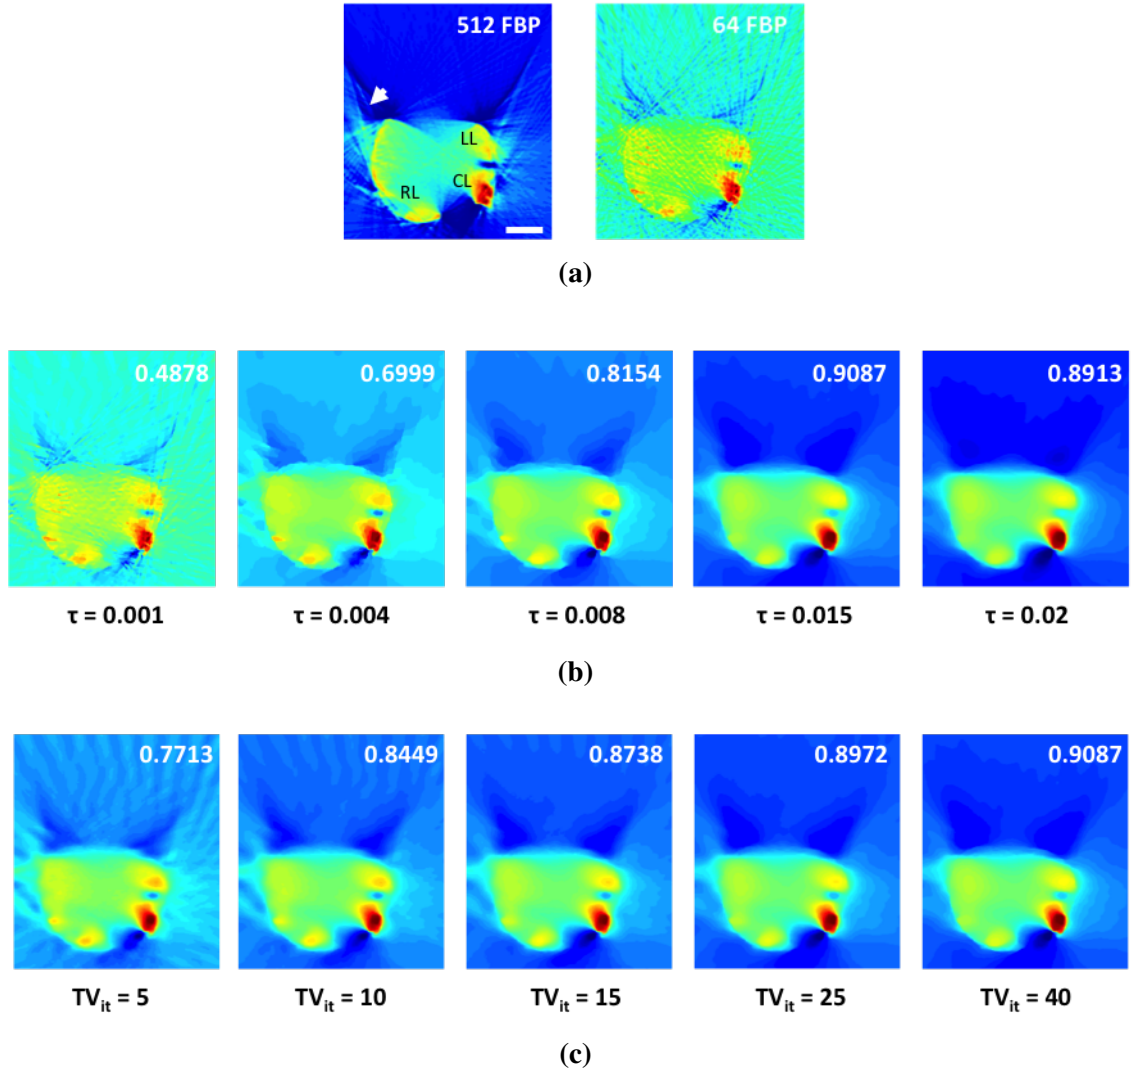 512 FBP 64 FBP
LL
CL
RL
(a)
0.4878 0.6999 0.8154 0.9087 0.8913
τ = 0.001 τ = 0.004 τ = 0.008 τ = 0.015 τ = 0.02
(b)
0.7713 0.8449 0.8738 0.8972 0.9087
TVit = 5 TVit = 10 TVit = 15 TVit = 25 TVit = 40
(c)